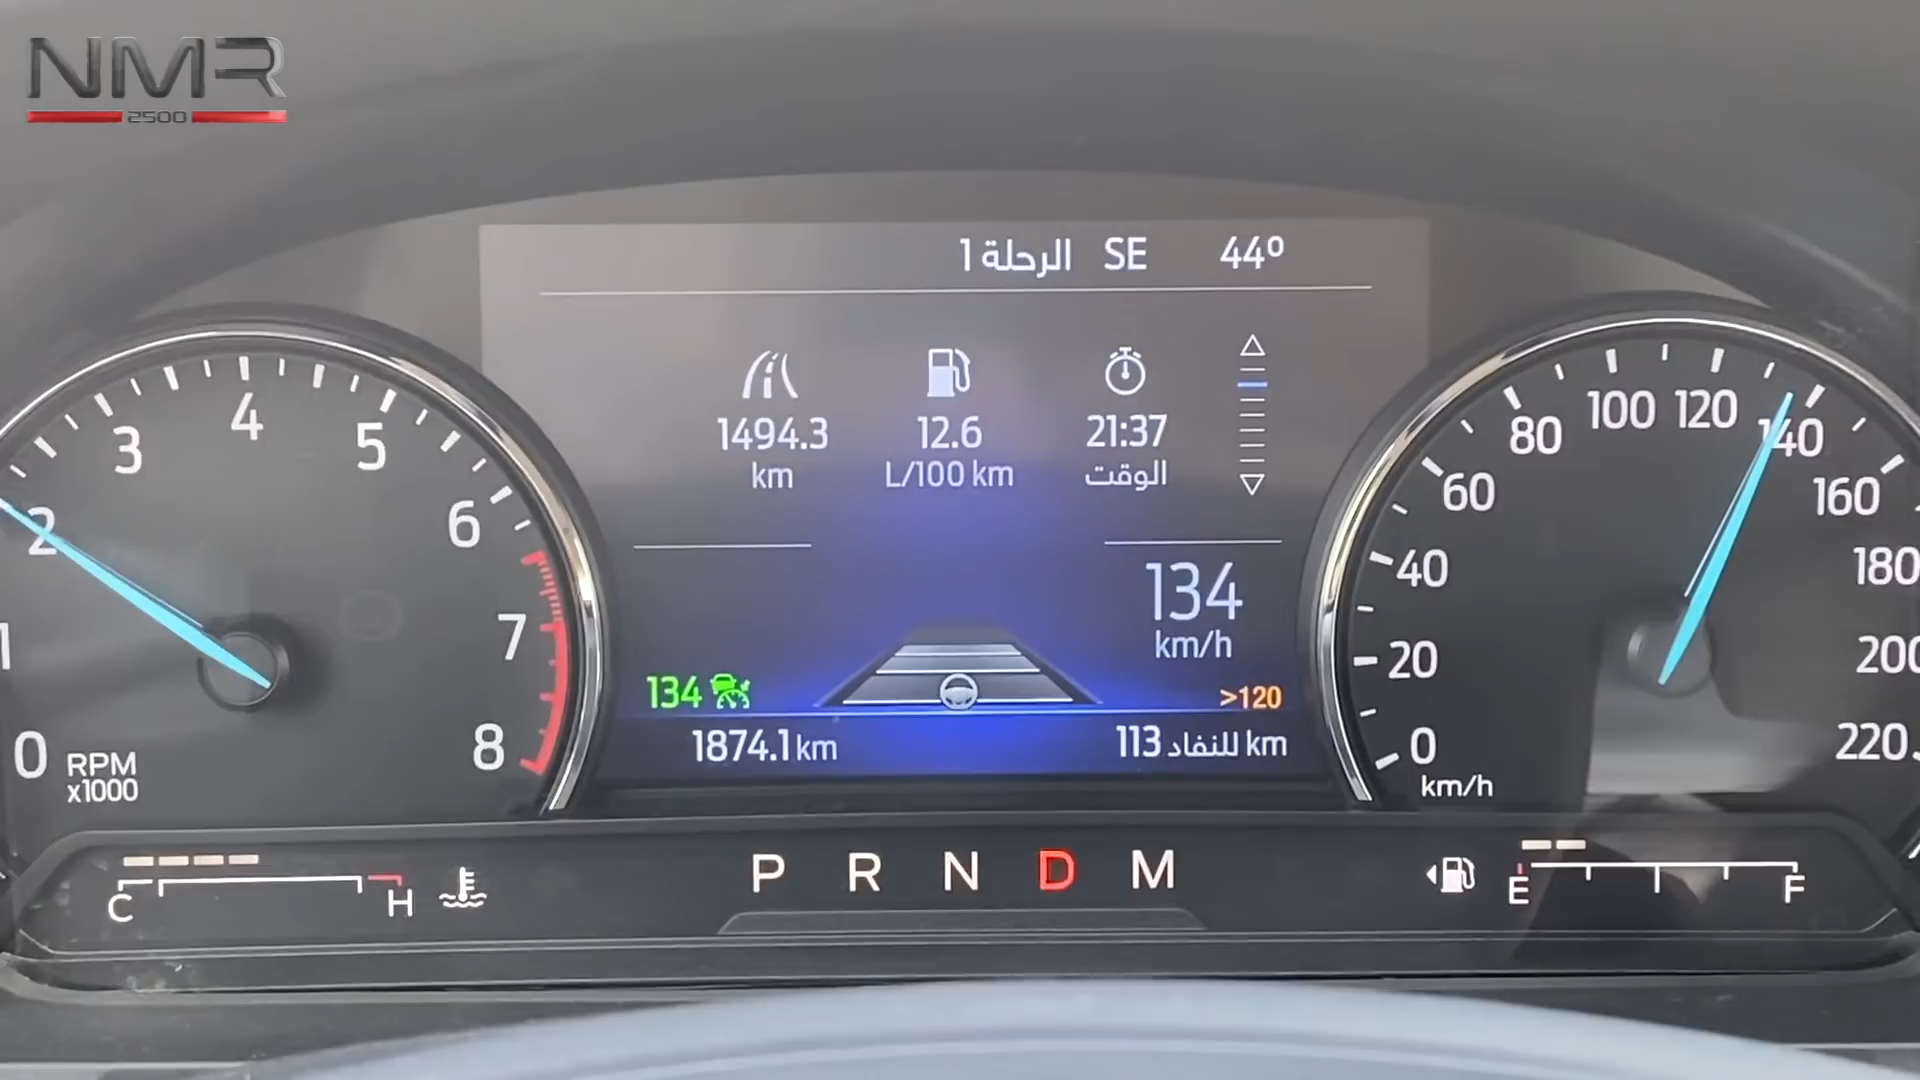 NMR
2500
الرحلة 1 SE 44º
1494.3 12.6 21:37
km L/100 km الوقت
134
km/h
134 >120
1874.1 km 113 للنفاد km
0 1 2 3 4 5 6 7 8
RPM
x1000
0 20 40 60 80 100 120 140 160 180 200 220
km/h
C H
P R N D M
E F